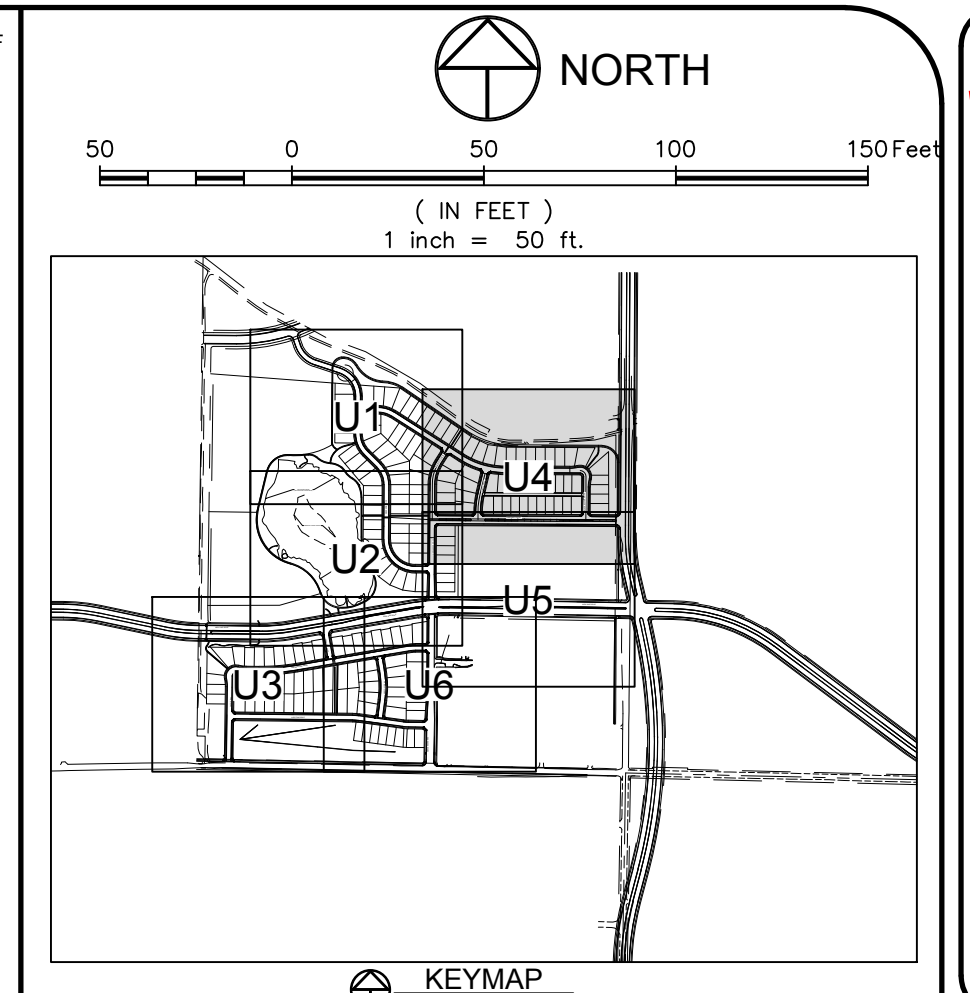 NORTH
50 0 50 100 150 Feet
( IN FEET )
1 inch = 50 ft.
U1
U4
U2
U5
U3 U6
KEYMAP